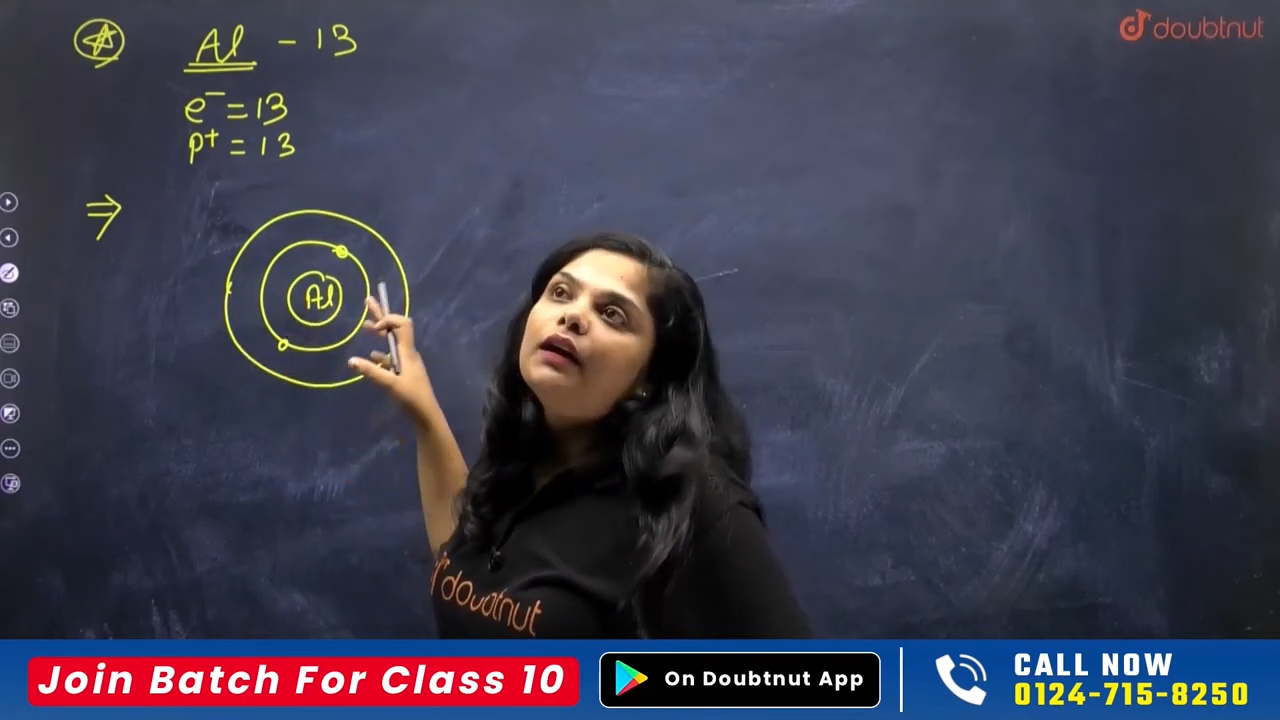 Al - 13
e⁻ = 13
p⁺ = 13
⇒
Al
doubtnut
doubtnut
Join Batch For Class 10
On Doubtnut App
CALL NOW
0124-715-8250